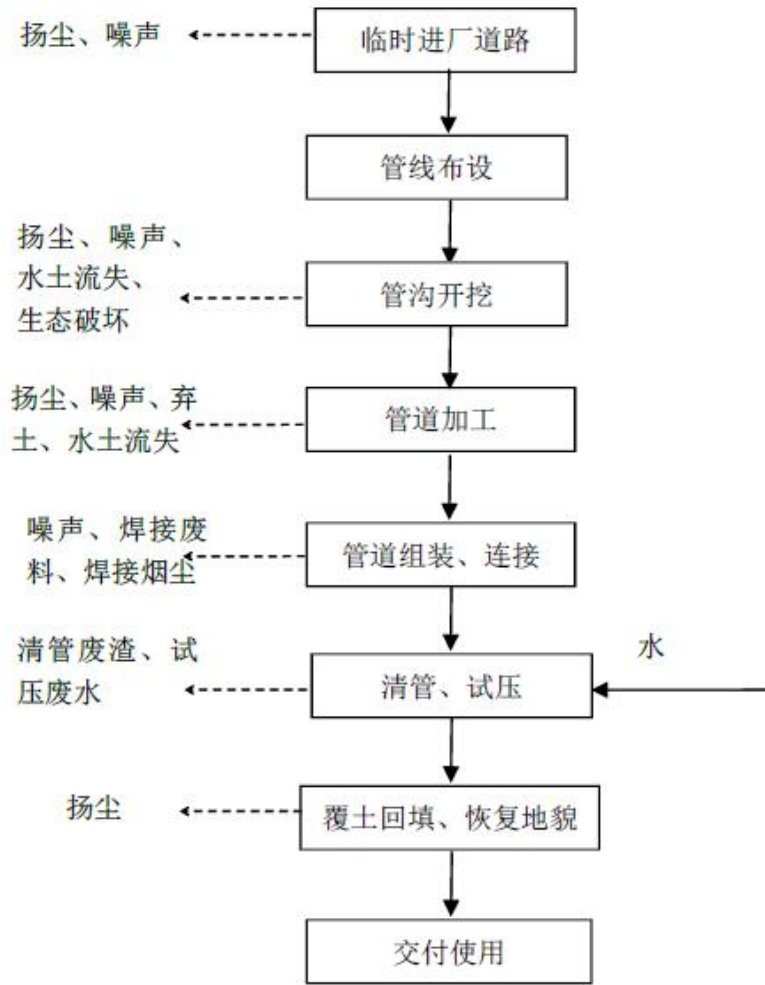 扬尘、噪声
临时进厂道路
管线布设
扬尘、噪声、
水土流失、
生态破坏
管沟开挖
扬尘、噪声、弃
土、水土流失
管道加工
噪声、焊接废
料、焊接烟尘
管道组装、连接
清管废渣、试
压废水
清管、试压
水
扬尘
覆土回填、恢复地貌
交付使用